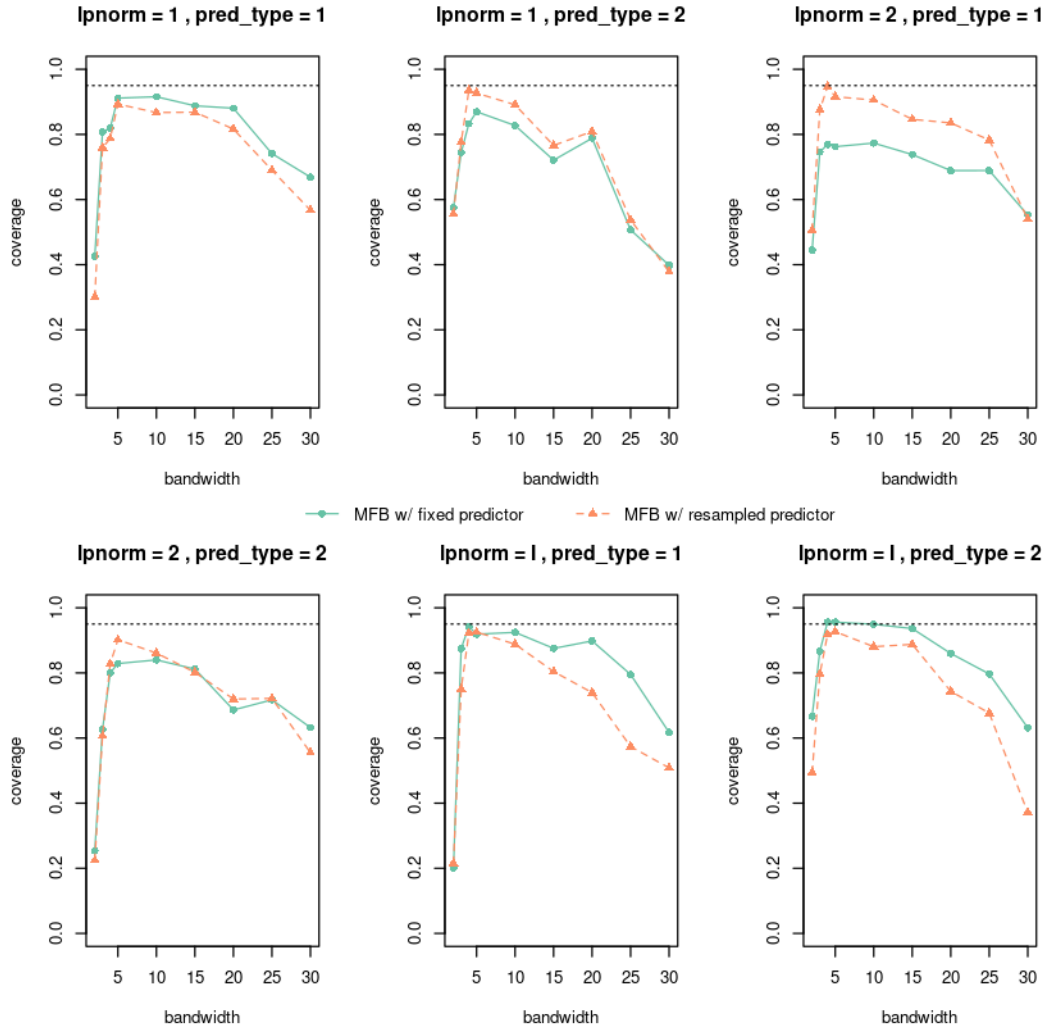 lpnorm = 1 , pred_type = 1
lpnorm = 1 , pred_type = 2
lpnorm = 2 , pred_type = 1
coverage
0.0 0.2 0.4 0.6 0.8 1.0
5 10 15 20 25 30
bandwidth
coverage
0.0 0.2 0.4 0.6 0.8 1.0
5 10 15 20 25 30
bandwidth
coverage
0.0 0.2 0.4 0.6 0.8 1.0
5 10 15 20 25 30
bandwidth
MFB w/ fixed predictor
MFB w/ resampled predictor
lpnorm = 2 , pred_type = 2
lpnorm = I , pred_type = 1
lpnorm = I , pred_type = 2
coverage
0.0 0.2 0.4 0.6 0.8 1.0
5 10 15 20 25 30
bandwidth
coverage
0.0 0.2 0.4 0.6 0.8 1.0
5 10 15 20 25 30
bandwidth
coverage
0.0 0.2 0.4 0.6 0.8 1.0
5 10 15 20 25 30
bandwidth